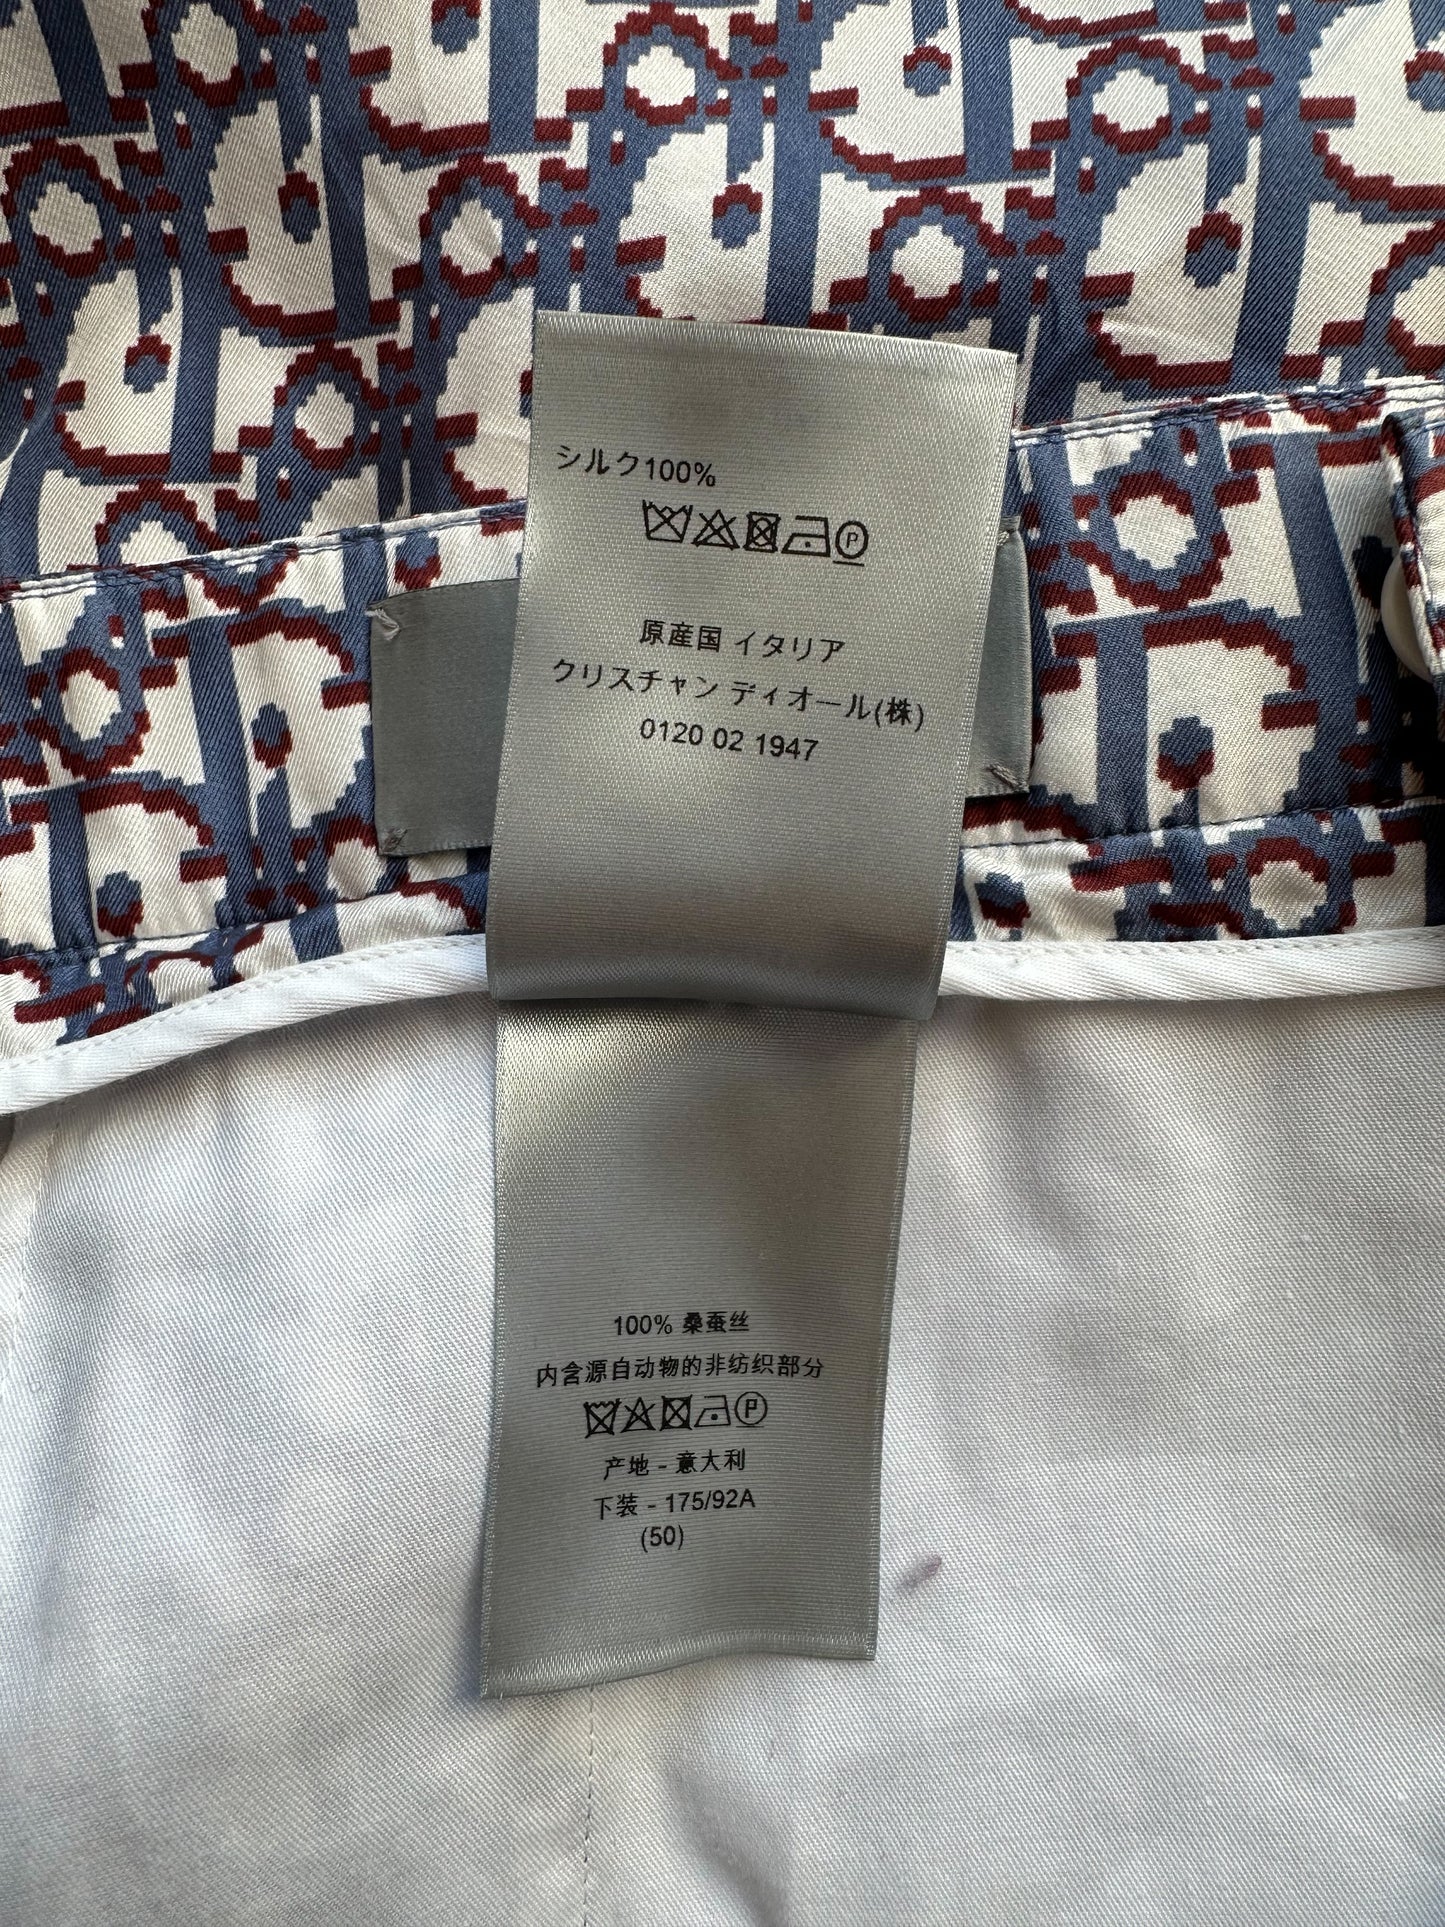 シルク100%
P
原産国 イタリア
クリスチャン ディオール(株)
0120 02 1947
100% 桑蚕丝
内含源自动物的非纺织部分
P
产地 - 意大利
下装 - 175/92A
(50)